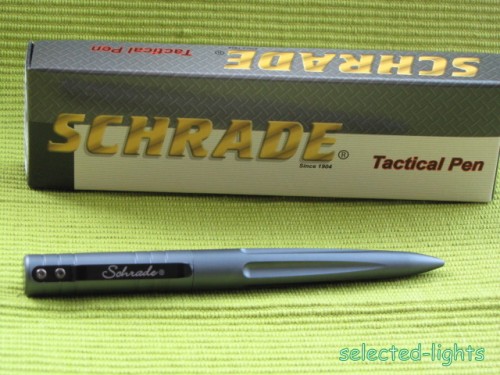 Tactical Pen
SCHRADE®
SCHRADE®
Since 1904
Tactical Pen
Schrade®
selected-lights